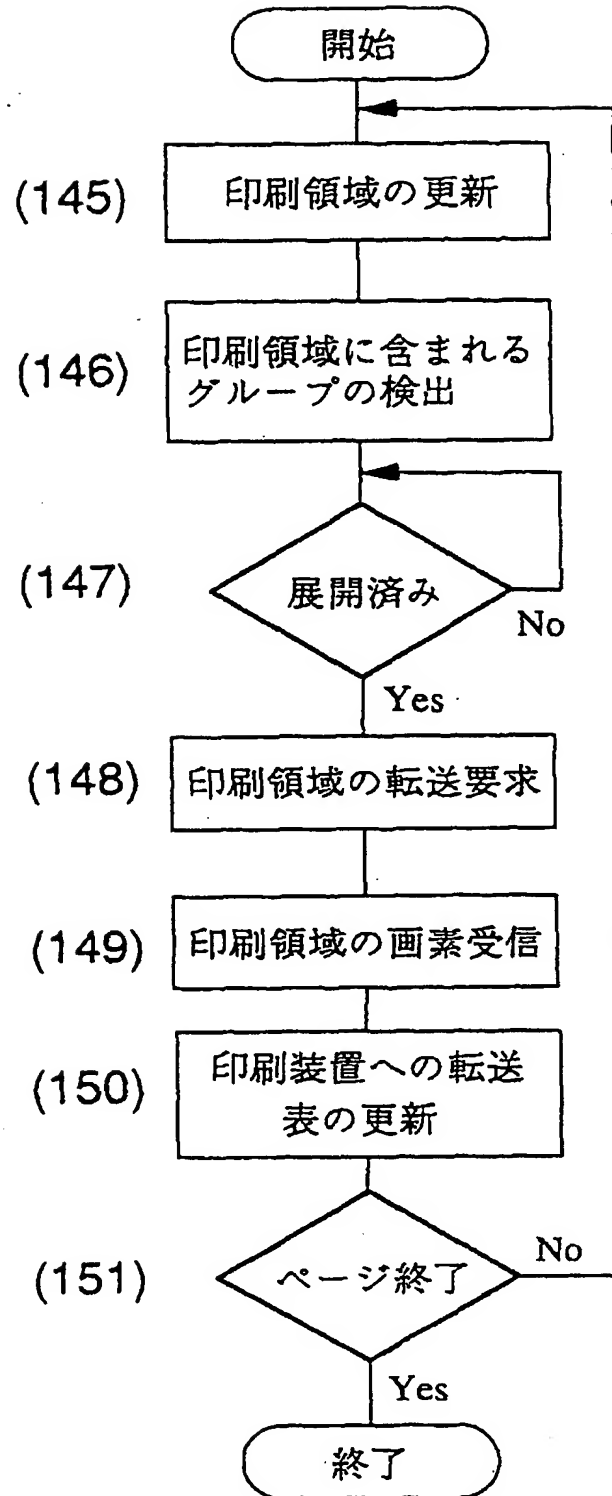 開始
(145)
印刷領域の更新
(146)
印刷領域に含まれる
グループの検出
(147)
展開済み
No
Yes
(148)
印刷領域の転送要求
(149)
印刷領域の画素受信
(150)
印刷装置への転送
表の更新
(151)
ページ終了
No
Yes
終了